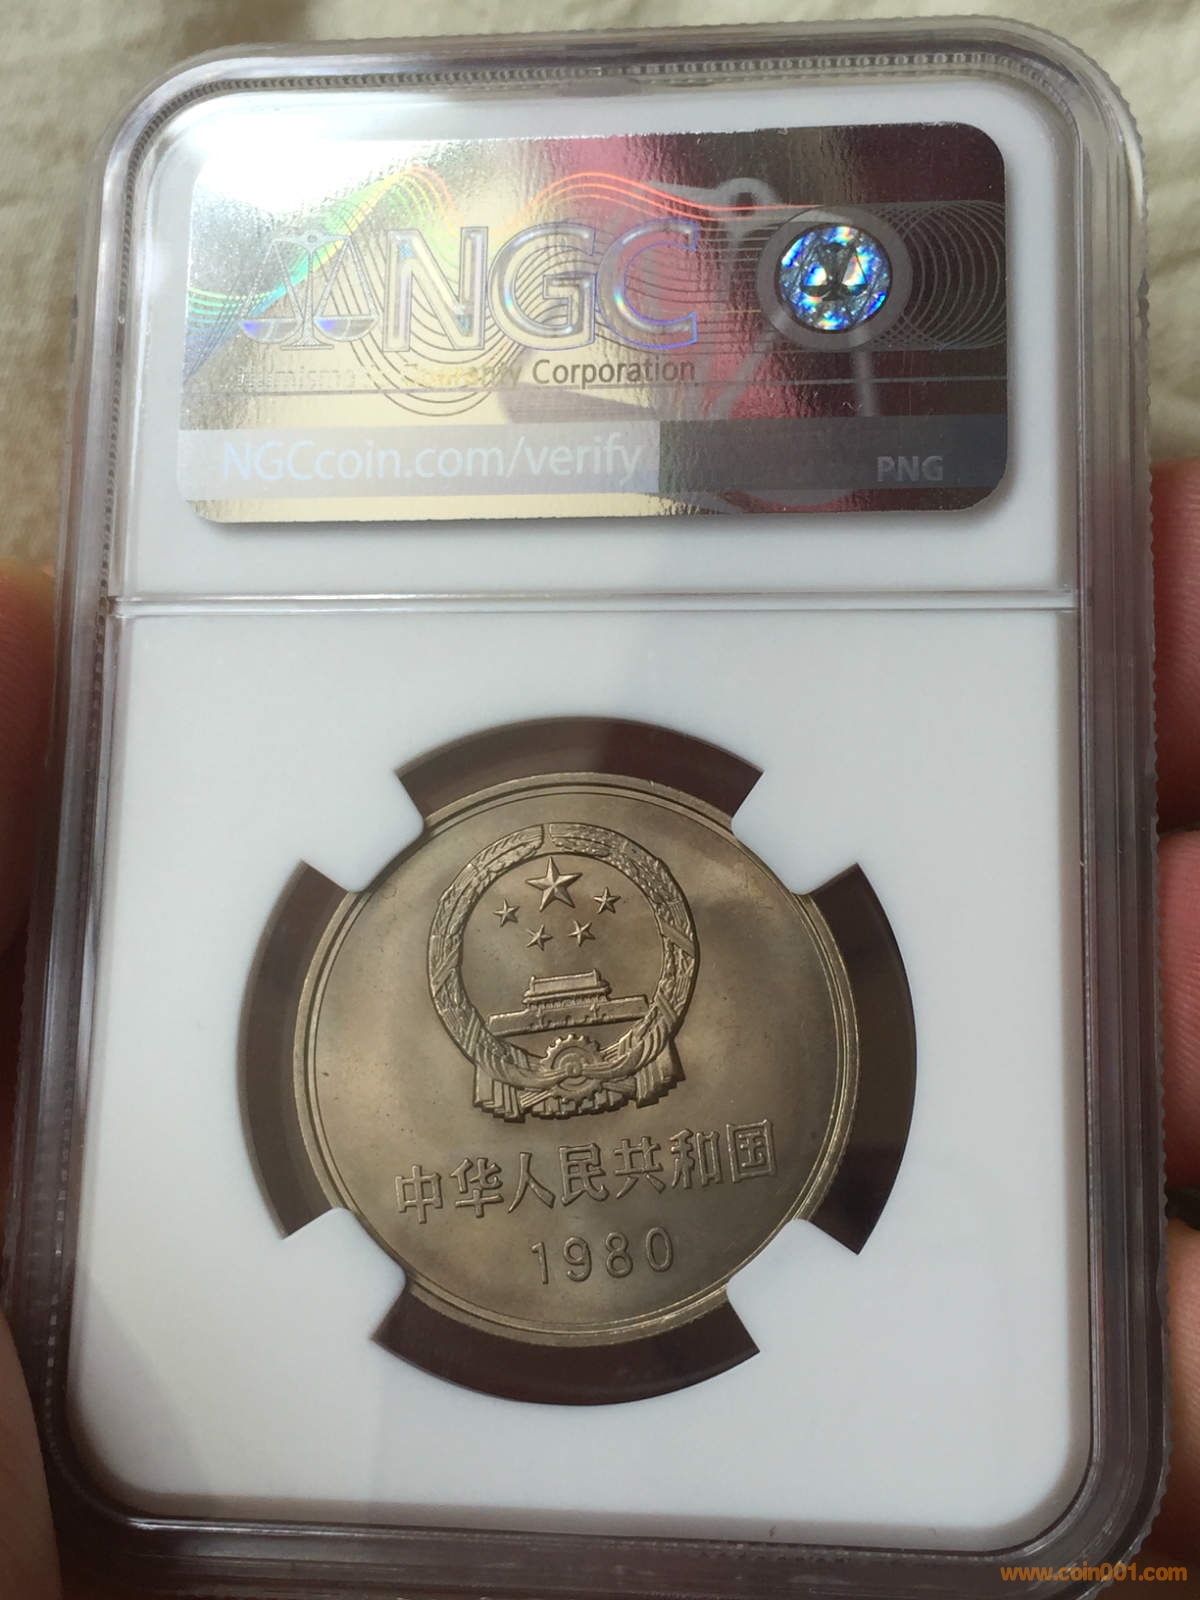 NGC
Corporation
NGCcoin.com/verify
PNG
中华人民共和国
1980
www.coin001.com